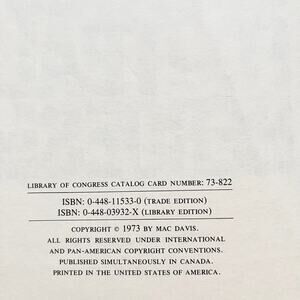 LIBRARY OF CONGRESS CATALOG CARD NUMBER: 73-822
ISBN: 0-448-11533-0 (TRADE EDITION)
ISBN: 0-448-03932-X (LIBRARY EDITION)
COPYRIGHT © 1973 BY MAC DAVIS.
ALL RIGHTS RESERVED UNDER INTERNATIONAL
AND PAN-AMERICAN COPYRIGHT CONVENTIONS.
PUBLISHED SIMULTANEOUSLY IN CANADA.
PRINTED IN THE UNITED STATES OF AMERICA.